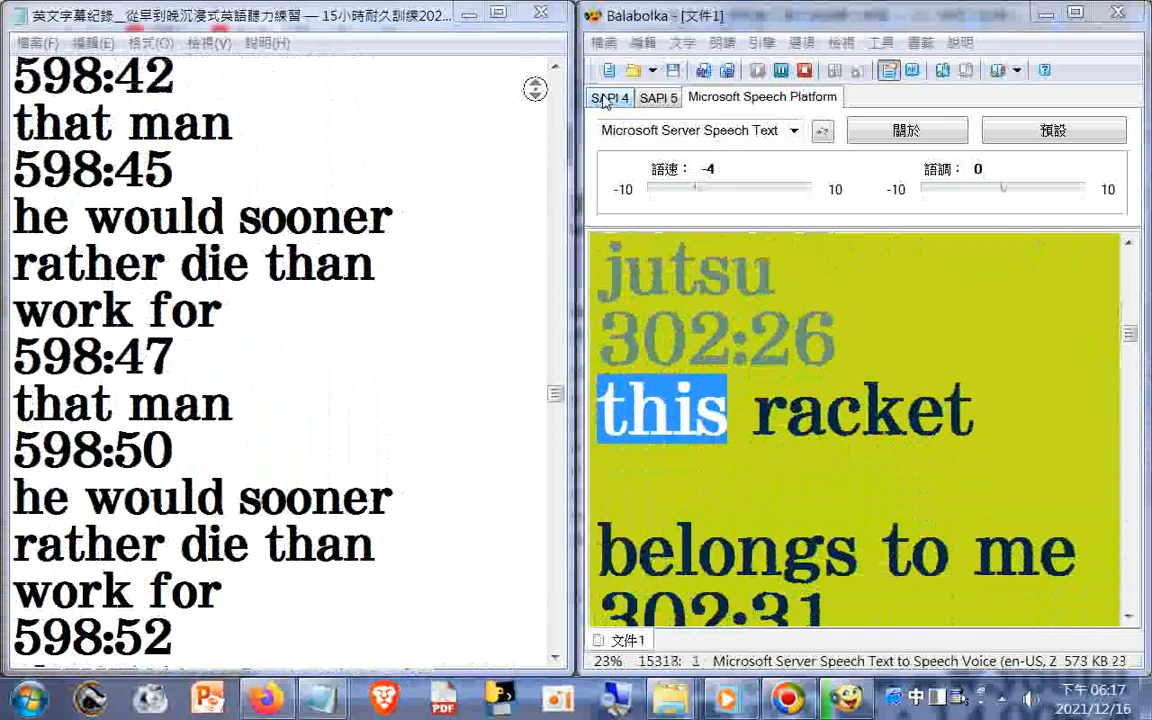 英文字幕紀錄__從早到晚沉浸式英語聽力練習 — 15小時耐久訓練202...
檔案(F) 編輯(E) 格式(O) 檢視(V) 說明(H)
598:42
that man
598:45
he would sooner
rather die than
work for
598:47
that man
598:50
he would sooner
rather die than
work for
598:52
Balabolka - [文件1]
檔案 編輯 文字 朗讀 引擎 選項 檢視 工具 書籤 說明
SAPI 4 SAPI 5 Microsoft Speech Platform
Microsoft Server Speech Text 關於 預設
語速： -4 語調： 0
-10 10 -10 10
jutsu
302:26
this racket
belongs to me
302:31
文件1
23% Microsoft Server Speech Text to Speech Voice (en-US, Z 573 KB 23
PDF 中 下午 06:17
2021/12/16